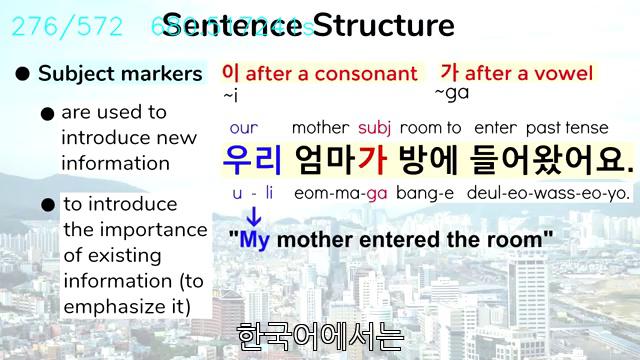 276/572
Sentence Structure
Subject markers
이 after a consonant
~i
가 after a vowel
~ga
are used to
introduce new
information
our mother subj room to enter past tense
우리 엄마가 방에 들어왔어요.
u - li eom-ma-ga bang-e deul-eo-wass-eo-yo.
to introduce
the importance
of existing
information (to
emphasize it)
"My mother entered the room"
한국어에서는